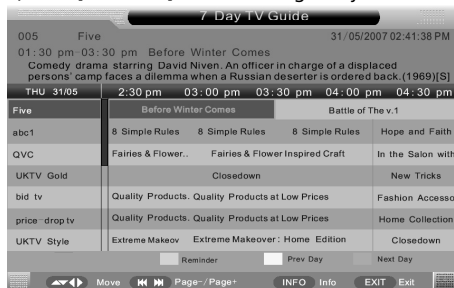 7 Day TV Guide
005 Five 31/05/2007 02:41:38 PM
01:30 pm-03:30 pm Before Winter Comes
Comedy drama starring David Niven. An officer in charge of a displaced
persons' camp faces a dilemma when a Russian deserter is ordered back.(1969)[S]
THU 31/05 2:30 pm 03:00 pm 03:30 pm 04:00 pm 04:30 pm
Five Before Winter Comes Battle of The v.1
abc1 8 Simple Rules 8 Simple Rules 8 Simple Rules Hope and Faith
QVC Fairies & Flower.. Fairies & Flower Inspired Craft In the Salon with
UKTV Gold Closedown New Tricks
bid tv Quality Products. Quality Products at Low Prices Fashion Accesso
price-drop tv Quality Products. Quality Products at Low Prices Home Collection
UKTV Style Extreme Makeov Extreme Makeover: Home Edition Closedown
Reminder Prev Day Next Day
Move Page-/Page+ INFO Info EXIT Exit